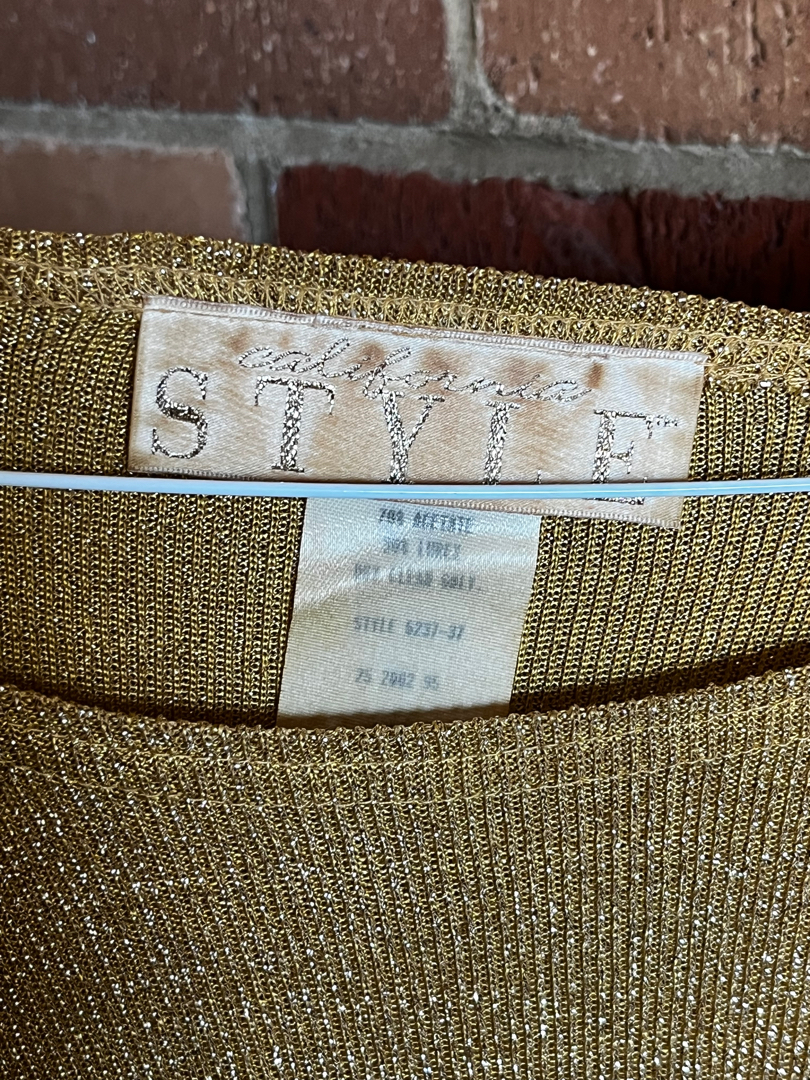 california
STYLE
70% ACETATE
30% LUREX
DRY CLEAN ONLY.
STYLE 6237-37